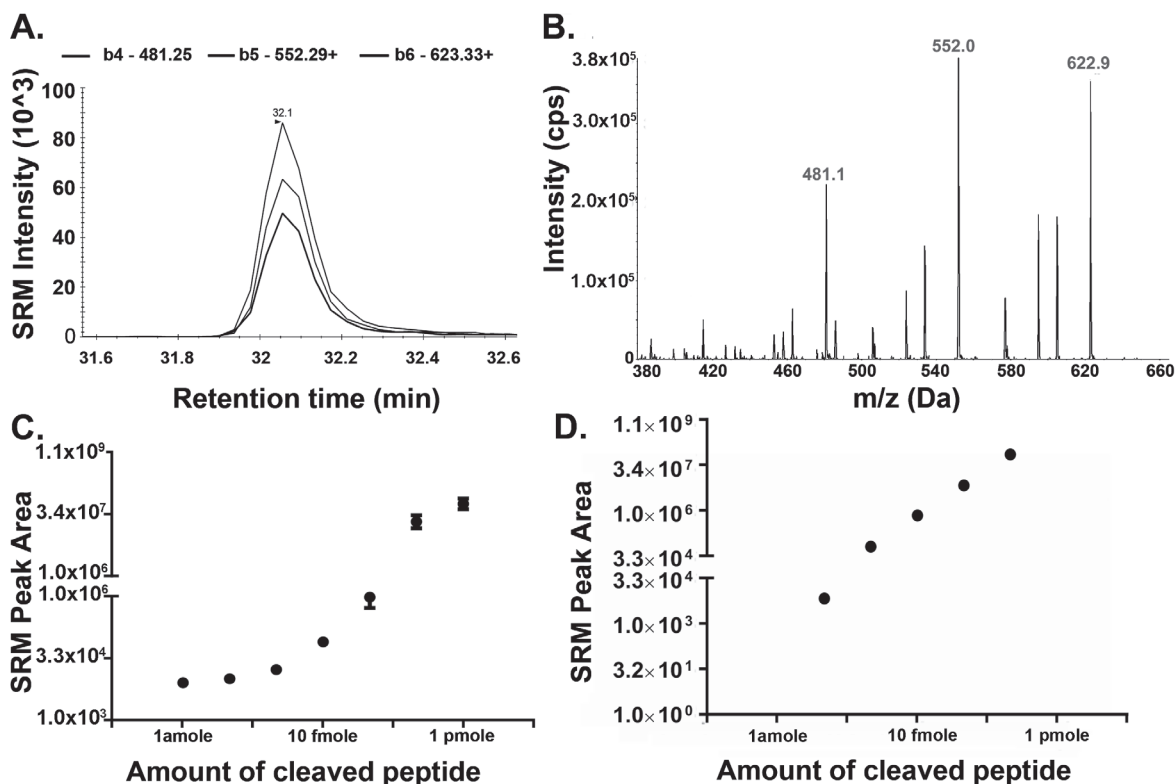 A.
b4 - 481.25 b5 - 552.29+ b6 - 623.33+
SRM Intensity (10^3)
100
80
60
40
20
0
32.1
31.6 31.8 32 32.2 32.4 32.6
Retention time (min)
B.
Intensity (cps)
3.8x10⁵
3.0x10⁵
2.0x10⁵
1.0x10⁵
0
481.1
552.0
622.9
380 420 460 500 540 580 620 660
m/z (Da)
C.
SRM Peak Area
1.1x10⁹
3.4x10⁷
1.0x10⁶
1.0x10⁶
3.3x10⁴
1.0x10³
1amole 10 fmole 1 pmole
Amount of cleaved peptide
D.
SRM Peak Area
1.1×10⁹
3.4×10⁷
1.0×10⁶
3.3×10⁴
3.3×10⁴
1.0×10³
3.2×10¹
1.0×10⁰
1amole 10 fmole 1 pmole
Amount of cleaved peptide